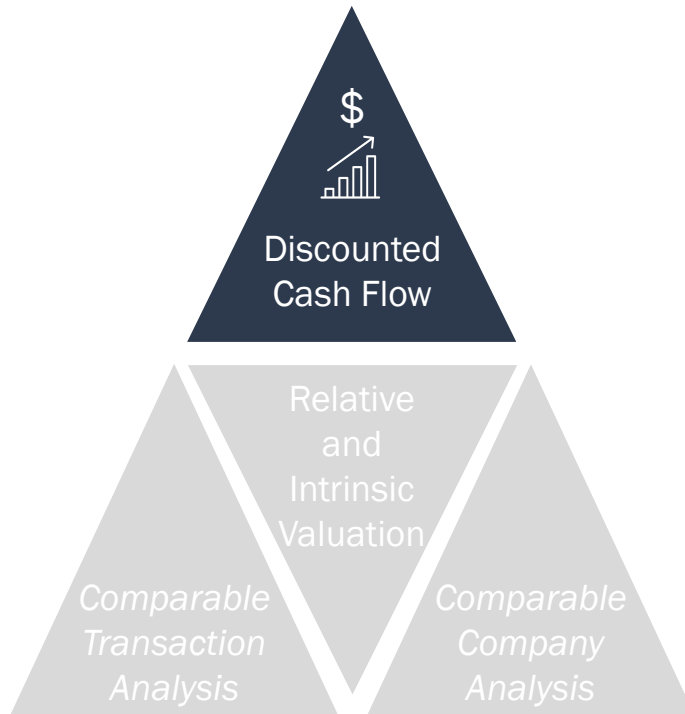 $
Discounted
Cash Flow
Relative
and
Intrinsic
Valuation
Comparable
Transaction
Analysis
Comparable
Company
Analysis